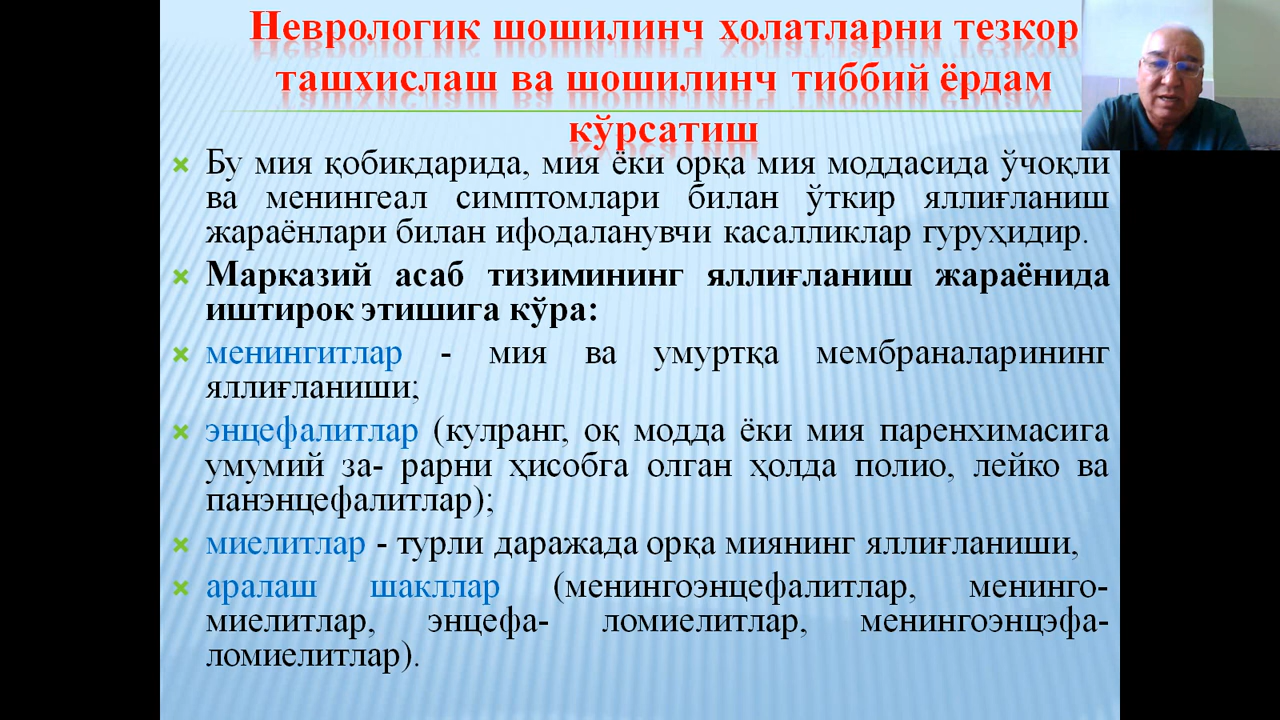 Неврологик шошилинч ҳолатларни тезкор
ташхислаш ва шошилинч тиббий ёрдам
кўрсатиш
Бу мия қобиқдарида, мия ёки орқа мия моддасида ўчоқли
ва менингеал симптомлари билан ўткир яллиғланиш
жараёнлари билан ифодаланувчи касалликлар гуруҳидир.
Марказий асаб тизимининг яллиғланиш жараёнида
иштирок этишига кўра:
менингитлар - мия ва умуртқа мембраналарининг
яллиғланиши;
энцефалитлар (кулранг, оқ модда ёки мия паренхимасига
умумий за- рарни ҳисобга олган ҳолда полио, лейко ва
панэнцефалитлар);
миелитлар - турли даражада орқа миянинг яллиғланиши,
аралаш шакллар (менингоэнцефалитлар, менинго-
миелитлар, энцефа- ломиелитлар, менингоэнцэфа-
ломиелитлар).